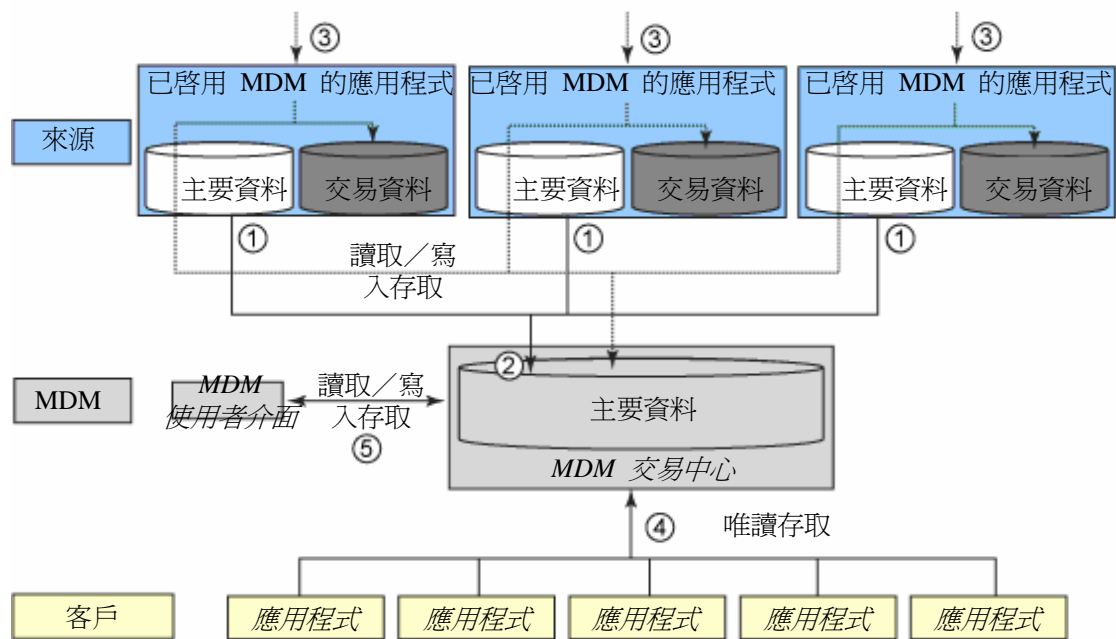 ③ ③ ③
已啓用 MDM 的應用程式 已啓用 MDM 的應用程式 已啓用 MDM 的應用程式
來源
主要資料 交易資料 主要資料 交易資料 主要資料 交易資料
① ① ①
讀取／寫
入存取
②
MDM
MDM
使用者介面
讀取／寫
入存取
⑤
主要資料
MDM 交易中心
④ 唯讀存取
客戶
應用程式 應用程式 應用程式 應用程式 應用程式